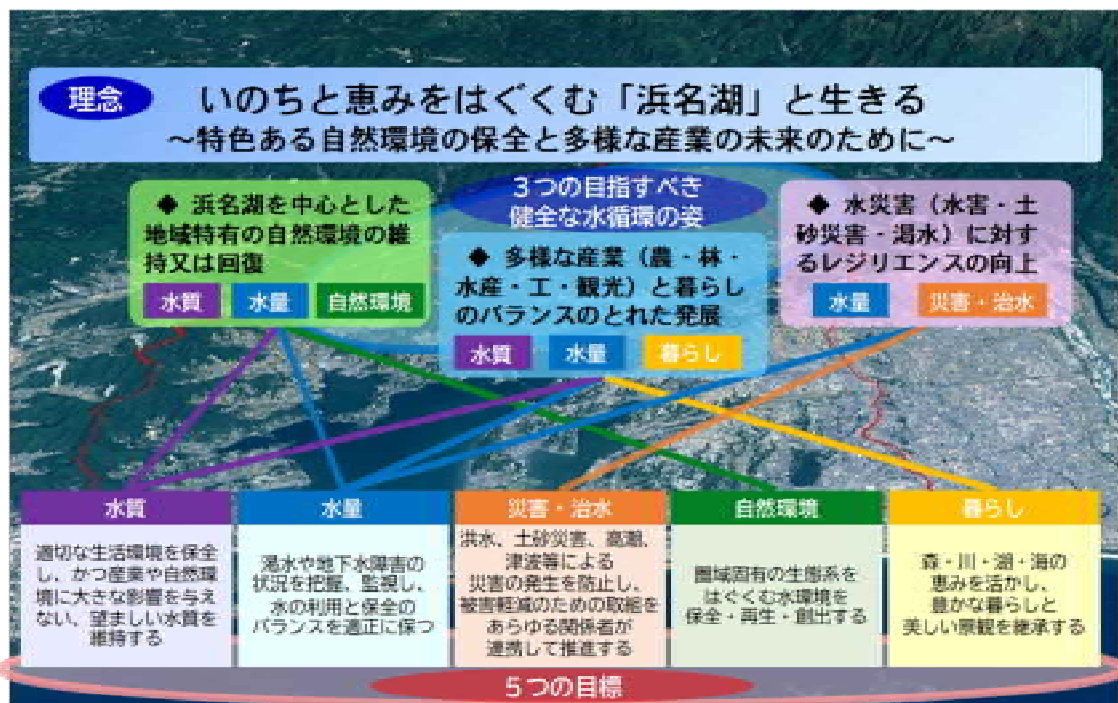 理念
いのちと恵みをはぐくむ「浜名湖」と生きる
～特色ある自然環境の保全と多様な産業の未来のために～
3つの目指すべき
健全な水循環の姿
◆ 浜名湖を中心とした
地域特有の自然環境の維
持又は回復
水質 水量 自然環境
◆ 多様な産業（農・林・
水産・工・観光）と暮らし
のバランスのとれた発展
水質 水量 暮らし
◆ 水災害（水害・土
砂災害・渇水）に対す
るレジリエンスの向上
水量 災害・治水
水質
適切な生活環境を保全
し、かつ産業や自然環
境に大きな影響を与え
ない、望ましい水質を
維持する
水量
渇水や地下水障害の
状況を把握、監視し、
水の利用と保全の
バランスを適正に保つ
災害・治水
洪水、土砂災害、高潮、
津波等による
災害の発生を防止し、
被害軽減のための取組を
あらゆる関係者が
連携して推進する
自然環境
圏域固有の生態系を
はぐくむ水環境を
保全・再生・創出する
暮らし
森・川・湖・海の
恵みを活かし、
豊かな暮らしと
美しい景観を継承する
5つの目標